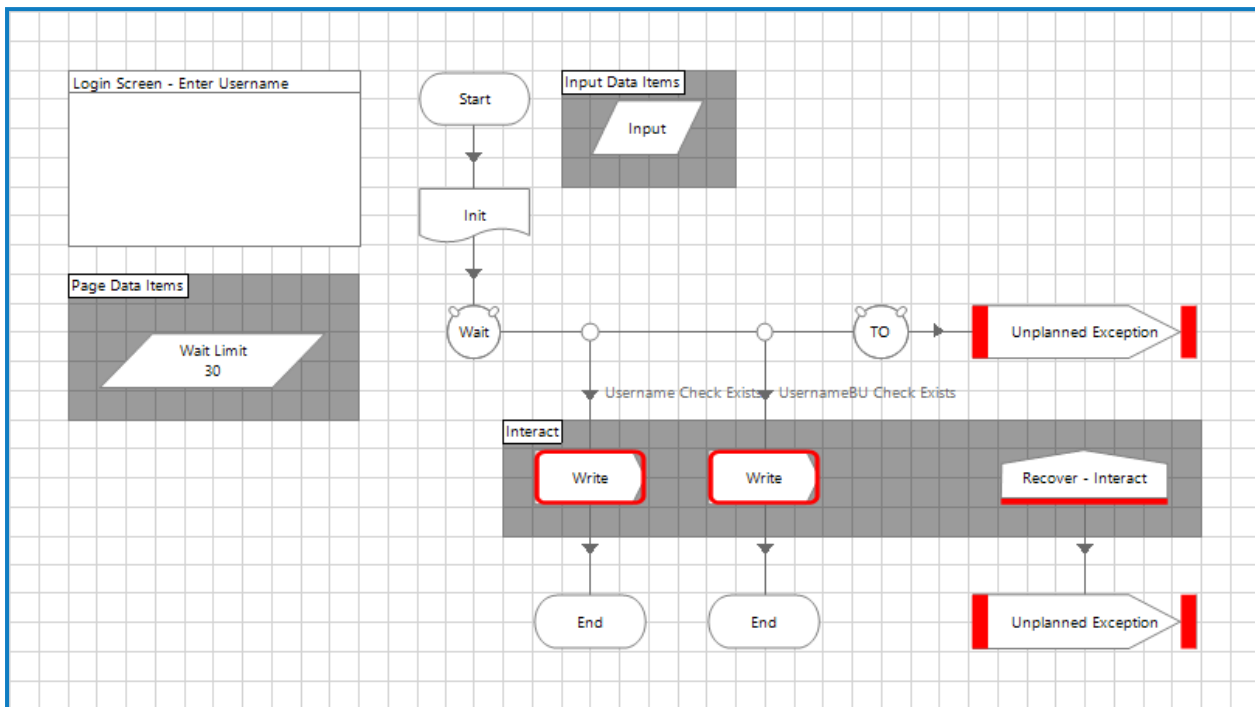 Login Screen - Enter Username
Start
Input Data Items
Input
Init
Page Data Items
Wait Limit
30
Wait
TO
Unplanned Exception
Username Check Exists
UsernameBU Check Exists
Interact
Write
Write
Recover - Interact
End
End
Unplanned Exception